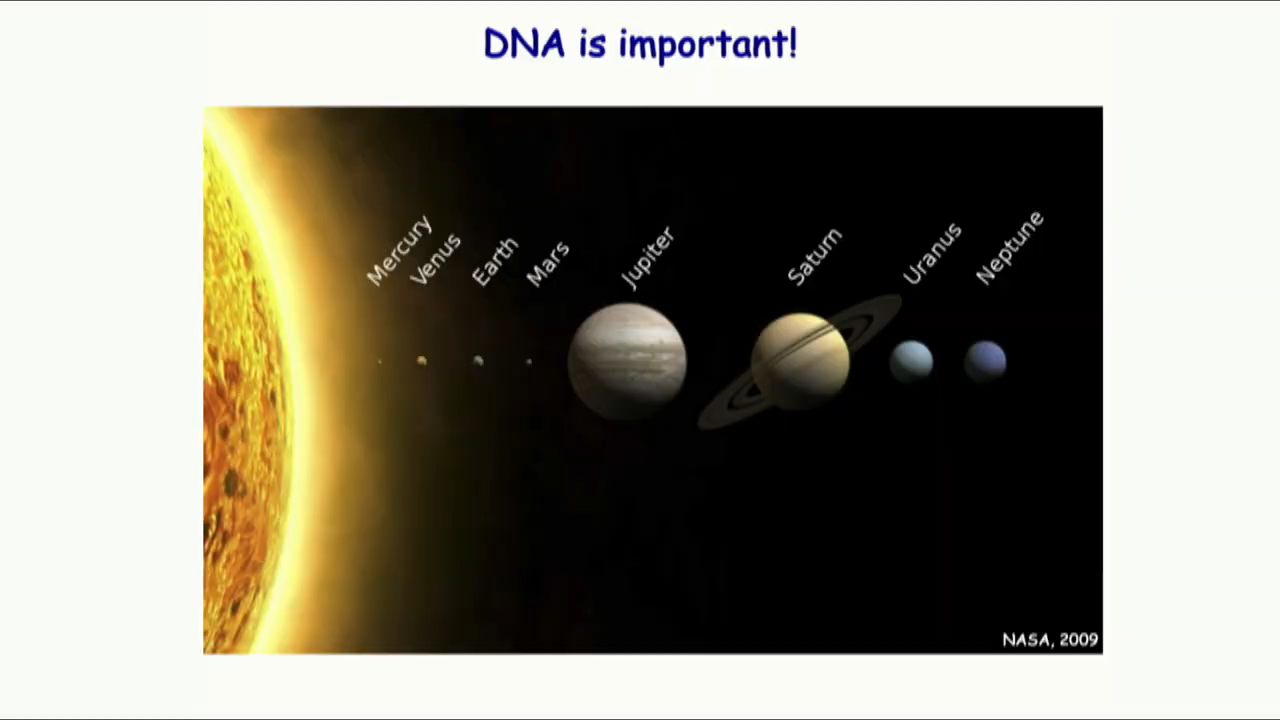 DNA is important!
Mercury
Venus
Earth
Mars
Jupiter
Saturn
Uranus
Neptune
NASA, 2009